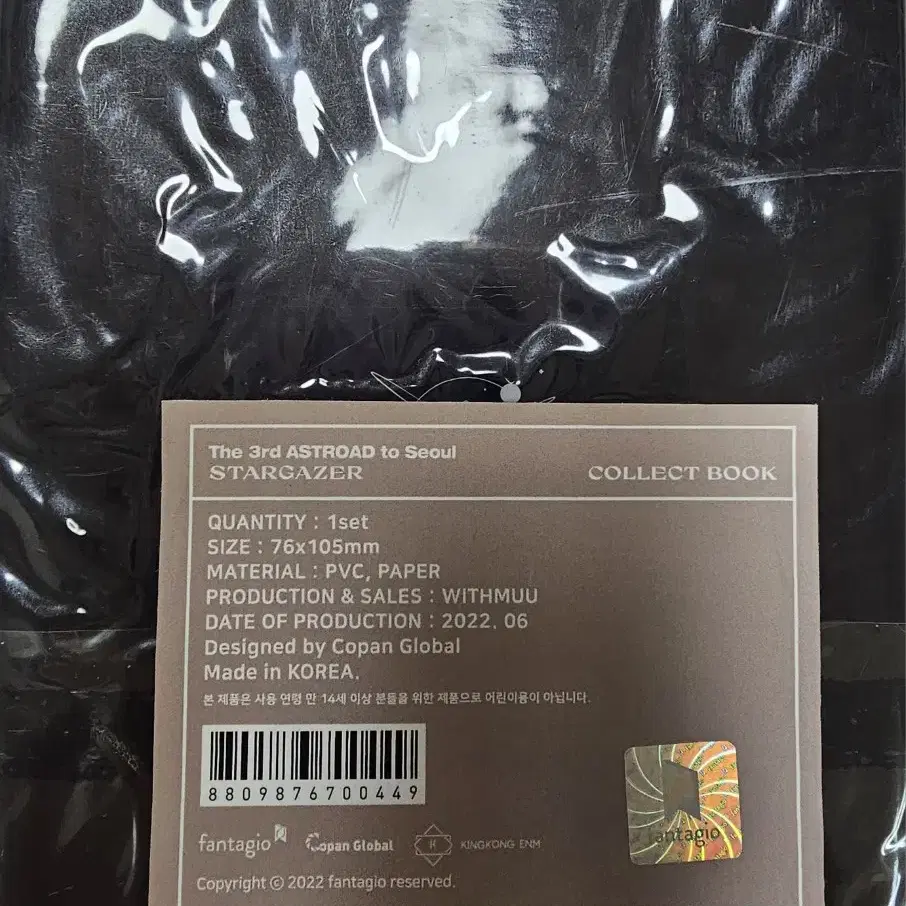 The 3rd ASTROAD to Seoul
STARGAZER
COLLECT BOOK
QUANTITY : 1set
SIZE : 76x105mm
MATERIAL : PVC, PAPER
PRODUCTION & SALES : WITHMUU
DATE OF PRODUCTION : 2022. 06
Designed by Copan Global
Made in KOREA.
본 제품은 사용 연령 만 14세 이상 분들을 위한 제품으로 어린이용이 아닙니다.
8809876700449
fantagio Copan Global K KINGKONG ENM
fantagio
Copyright © 2022 fantagio reserved.